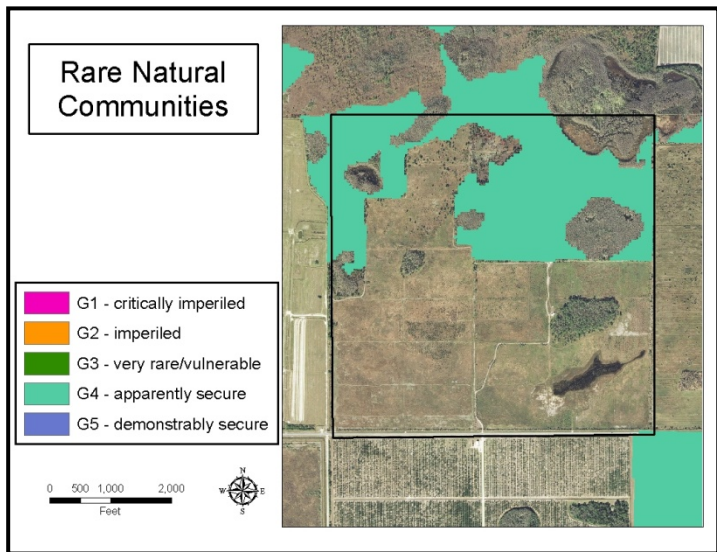 Rare Natural
Communities
G1 - critically imperiled
G2 - imperiled
G3 - very rare/vulnerable
G4 - apparently secure
G5 - demonstrably secure
0 500 1,000 2,000
Feet
N
W E
S